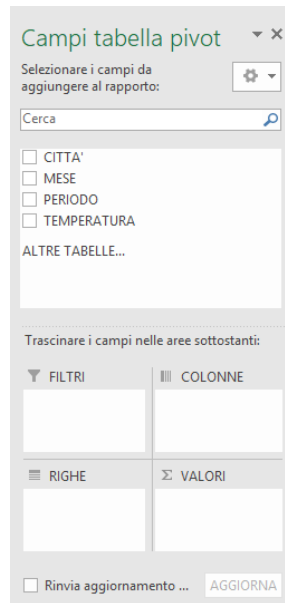 Campi tabella pivot
Selezionare i campi da
aggiungere al rapporto:
Cerca
CITTA'
MESE
PERIODO
TEMPERATURA
ALTRE TABELLE...
Trascinare i campi nelle aree sottostanti:
FILTRI
COLONNE
RIGHE
Σ VALORI
Rinvia aggiornamento ...
AGGIORNA